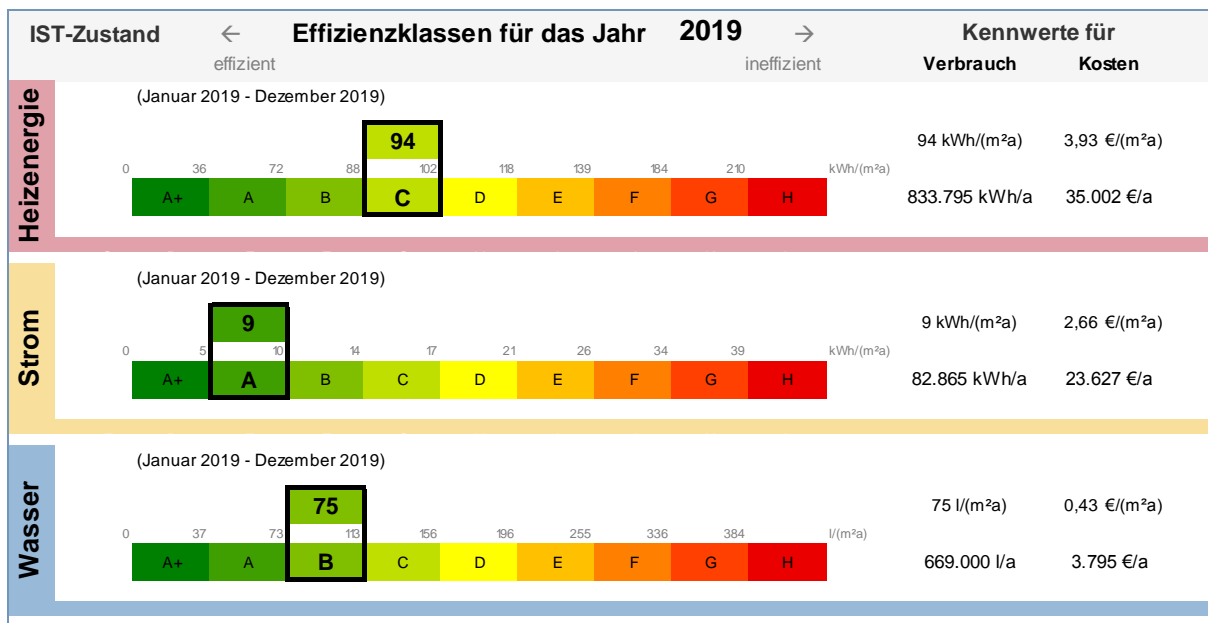 IST-Zustand ← Effizienzklassen für das Jahr 2019 → Kennwerte für
effizient ineffizient Verbrauch Kosten
Heizenergie
(Januar 2019 - Dezember 2019)
94 94 kWh/(m²a) 3,93 €/(m²a)
0 36 72 88 102 118 139 184 210 kWh/(m²a)
A+ A B C D E F G H 833.795 kWh/a 35.002 €/a
Strom
(Januar 2019 - Dezember 2019)
9 9 kWh/(m²a) 2,66 €/(m²a)
0 5 10 14 17 21 26 34 39 kWh/(m²a)
A+ A B C D E F G H 82.865 kWh/a 23.627 €/a
Wasser
(Januar 2019 - Dezember 2019)
75 75 l/(m²a) 0,43 €/(m²a)
0 37 73 113 156 196 255 336 384 l/(m²a)
A+ A B C D E F G H 669.000 l/a 3.795 €/a